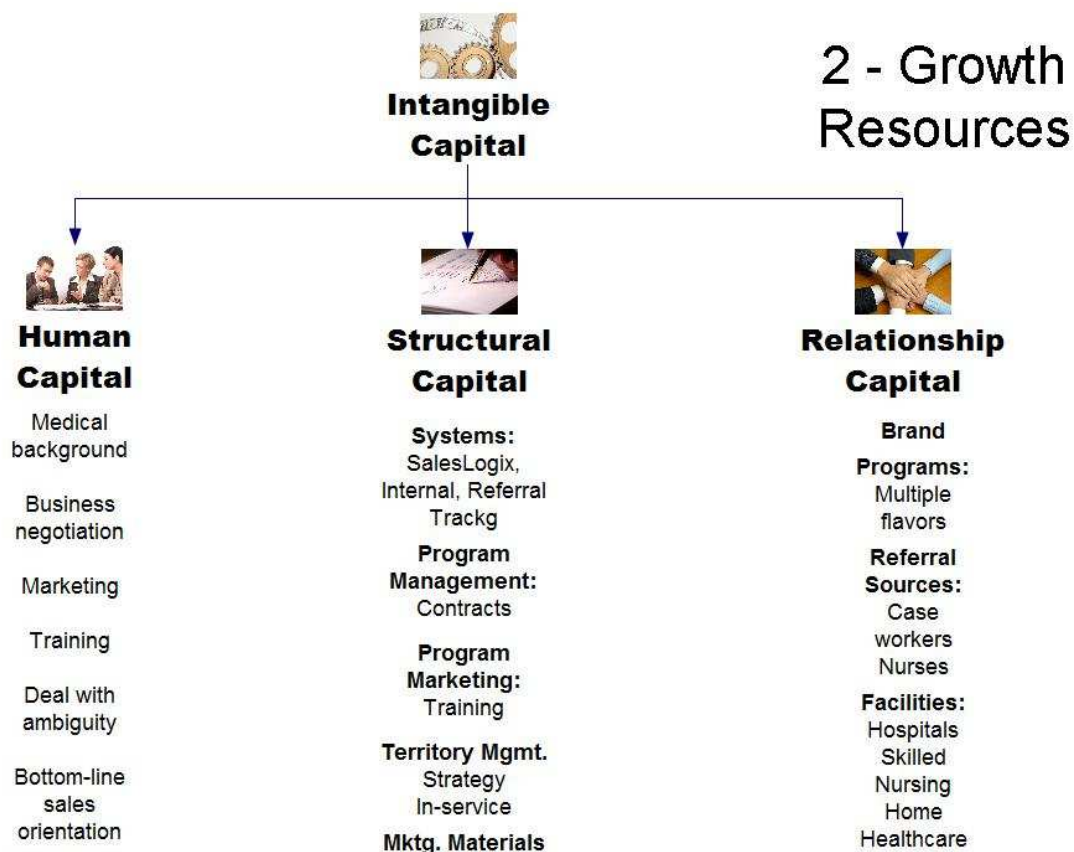 2 - Growth
Resources
Intangible
Capital
Human
Capital
Medical
background
Business
negotiation
Marketing
Training
Deal with
ambiguity
Bottom-line
sales
orientation
Structural
Capital
Systems:
SalesLogix,
Internal, Referral
Trackg
Program
Management:
Contracts
Program
Marketing:
Training
Territory Mgmt.
Strategy
In-service
Mktg. Materials
Relationship
Capital
Brand
Programs:
Multiple
flavors
Referral
Sources:
Case
workers
Nurses
Facilities:
Hospitals
Skilled
Nursing
Home
Healthcare